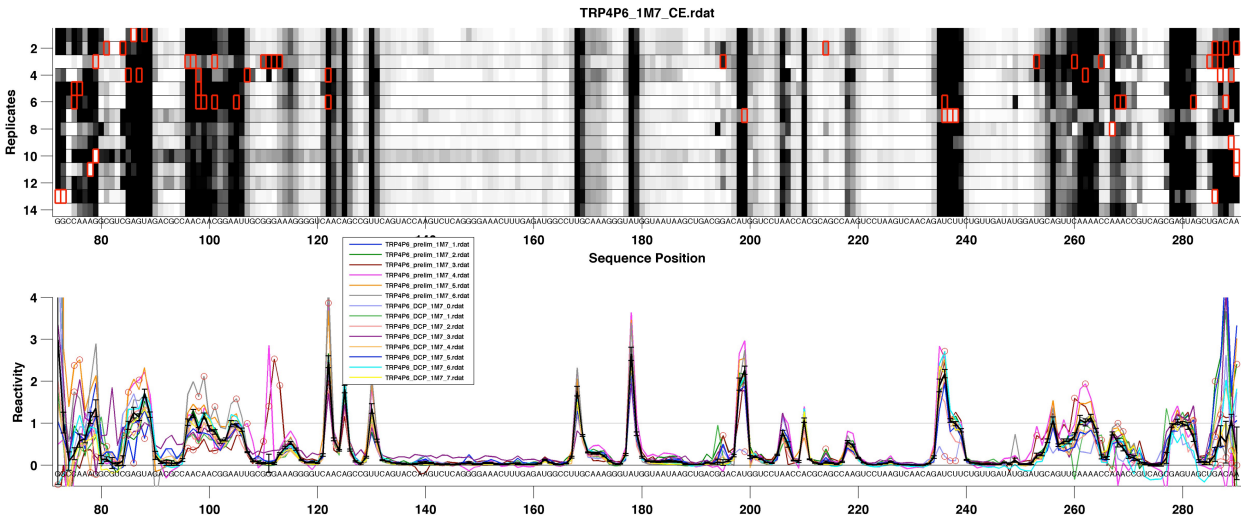 TRP4P6_1M7_CE.rdat
Replicates
2
4
6
8
10
12
14
GGCCAAAGGCGUCGAGUAGACGCCAACAACGGAAUUGCGGGAAAGGGGUCAACAGCCGUUCAGUACCAAGUCUCAGGGGAAACUUUGAGAUGGCCUUGCAAAGGGUAUGGUAAUAAGCUGACGGACAUGGUCCUAACCACGCAGCCAAGUCCUAAGUCAACAGAUCUUCUGUUGAUAUGGAUGCAGUUCAAAACCAAACCGUCAGCGAGUAGCUGACAA
80 100 120 140 160 180 200 220 240 260 280
Sequence Position
TRP4P6_prelim_1M7_1.rdat
TRP4P6_prelim_1M7_2.rdat
TRP4P6_prelim_1M7_3.rdat
TRP4P6_prelim_1M7_4.rdat
TRP4P6_prelim_1M7_5.rdat
TRP4P6_prelim_1M7_6.rdat
TRP4P6_DCP_1M7_0.rdat
TRP4P6_DCP_1M7_1.rdat
TRP4P6_DCP_1M7_2.rdat
TRP4P6_DCP_1M7_3.rdat
TRP4P6_DCP_1M7_4.rdat
TRP4P6_DCP_1M7_5.rdat
TRP4P6_DCP_1M7_6.rdat
TRP4P6_DCP_1M7_7.rdat
Reactivity
4
3
2
1
0
GGCCAAAGGCGUCGAGUAGACGCCAACAACGGAAUUGCGGGAAAGGGGUCAACAGCCGUUCAGUACCAAGUCUCAGGGGAAACUUUGAGAUGGCCUUGCAAAGGGUAUGGUAAUAAGCUGACGGACAUGGUCCUAACCACGCAGCCAAGUCCUAAGUCAACAGAUCUUCUGUUGAUAUGGAUGCAGUUCAAAACCAAACCGUCAGCGAGUAGCUGACAA
80 100 120 140 160 180 200 220 240 260 280